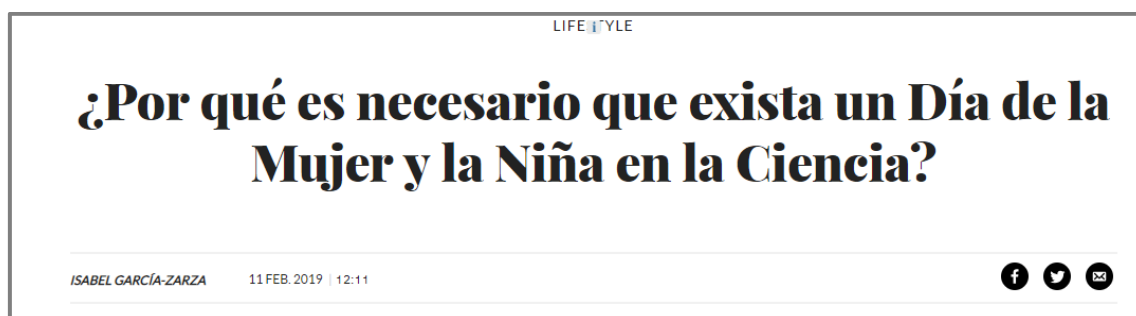 LIFEiTYLE
¿Por qué es necesario que exista un Día de la
Mujer y la Niña en la Ciencia?
ISABEL GARCÍA-ZARZA 11 FEB. 2019 | 12:11